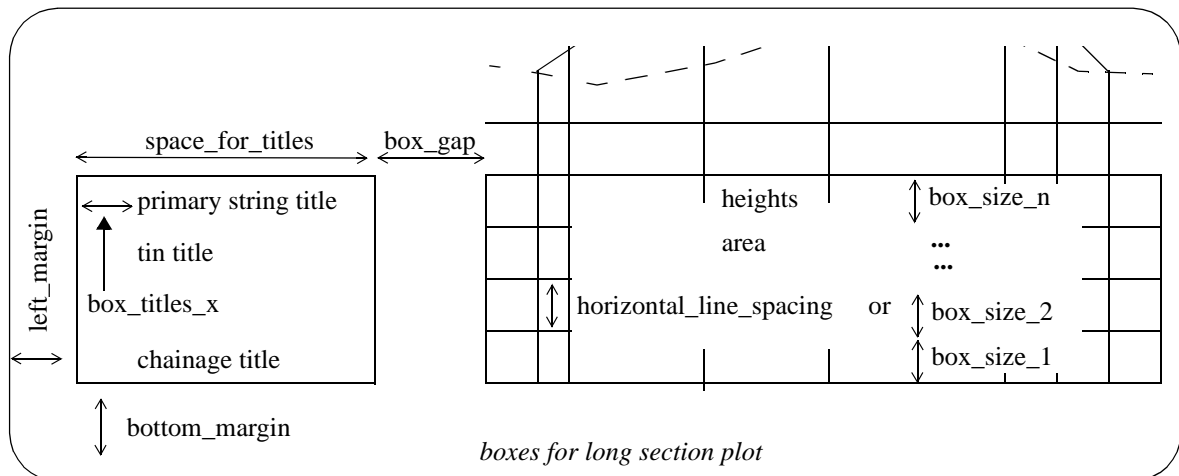 space_for_titles
box_gap
primary string title
tin title
box_titles_x
chainage title
left_margin
bottom_margin
heights
area
box_size_n
...
...
horizontal_line_spacing or box_size_2
box_size_1
boxes for long section plot